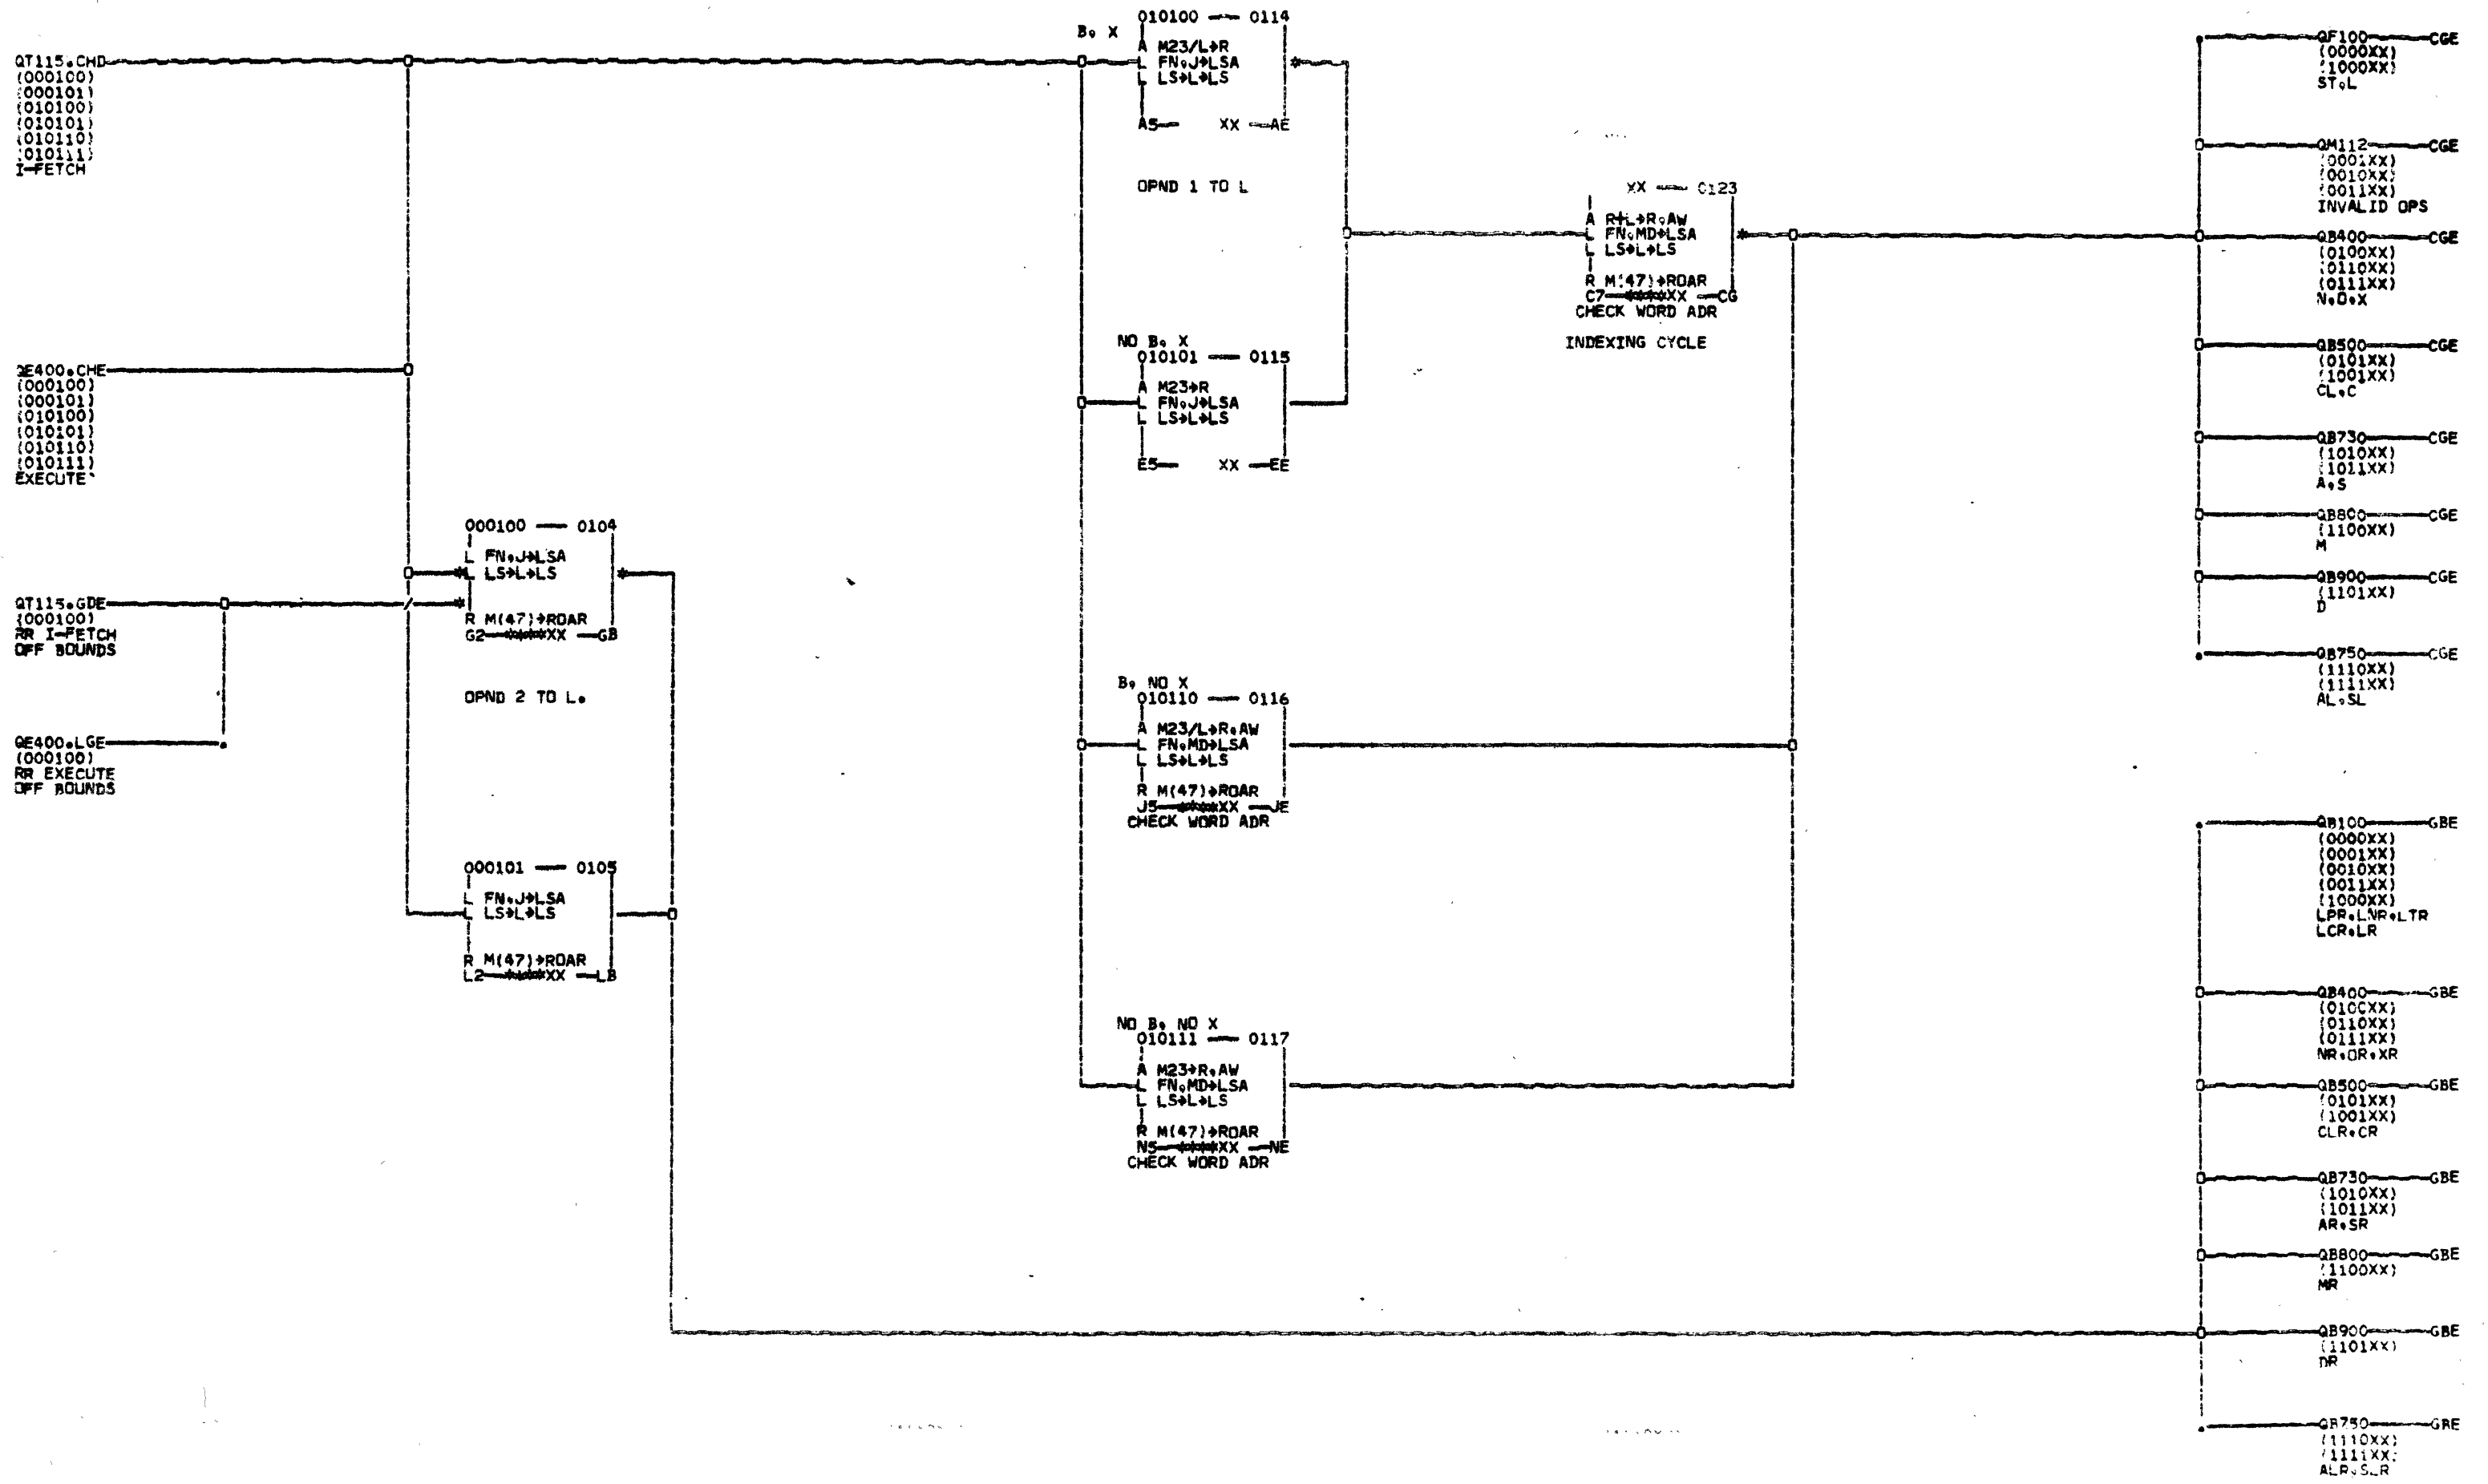 QT115.CHD
(000100)
(000101)
(010100)
(010101)
(010110)
(010111)
I-FETCH
QE400.CHE
(000100)
(000101)
(010100)
(010101)
(010110)
(010111)
EXECUTE
QT115.GDE
(000100)
RR I-FETCH
OFF BOUNDS
QE400.LGE
(000100)
RR EXECUTE
OFF BOUNDS
000100 — 0104
L FN,J→LSA
L LS→L→LS
R M(47)→ROAR
G2—****XX —GB
OPND 2 TO L.
000101 — 0105
L FN,J→LSA
L LS→L→LS
R M(47)→ROAR
L2—****XX —LB
B, X
010100 — 0114
A M23/L→R
L FN,J→LSA
L LS→L→LS
A5— XX —AE
OPND 1 TO L
NO B, X
010101 — 0115
A M23→R
L FN,J→LSA
L LS→L→LS
E5— XX —EE
B, NO X
010110 — 0116
A M23/L→R,AW
L FN,MD→LSA
L LS→L→LS
R M(47)→ROAR
J5—****XX —JE
CHECK WORD ADR
NO B, NO X
010111 — 0117
A M23→R,AW
L FN,MD→LSA
L LS→L→LS
R M(47)→ROAR
N5—****XX —NE
CHECK WORD ADR
XX — 0123
A R+L→R,AW
L FN,MD→LSA
L LS→L→LS
R M(47)→ROAR
C7—****XX —CG
CHECK WORD ADR
INDEXING CYCLE
QF100—CGE
(0000XX)
(1000XX)
ST,L
QM112—CGE
(0001XX)
(0010XX)
(0011XX)
INVALID OPS
QB400—CGE
(0100XX)
(0110XX)
(0111XX)
N,O,X
QB500—CGE
(0101XX)
(1001XX)
CL,C
QB730—CGE
(1010XX)
(1011XX)
A,S
QB800—CGE
(1100XX)
M
QB900—CGE
(1101XX)
D
QB750—CGE
(1110XX)
(1111XX)
AL,SL
QB100—GBE
(0000XX)
(0001XX)
(0010XX)
(0011XX)
(1000XX)
LPR,LNR,LTR
LCR,LR
QB400—GBE
(0100XX)
(0110XX)
(0111XX)
NR,OR,XR
QB500—GBE
(0101XX)
(1001XX)
CLR,CR
QB730—GBE
(1010XX)
(1011XX)
AR,SR
QB800—GBE
(1100XX)
MR
QB900—GBE
(1101XX)
DR
QB750—GBE
(1110XX)
(1111XX)
ALR,SLR